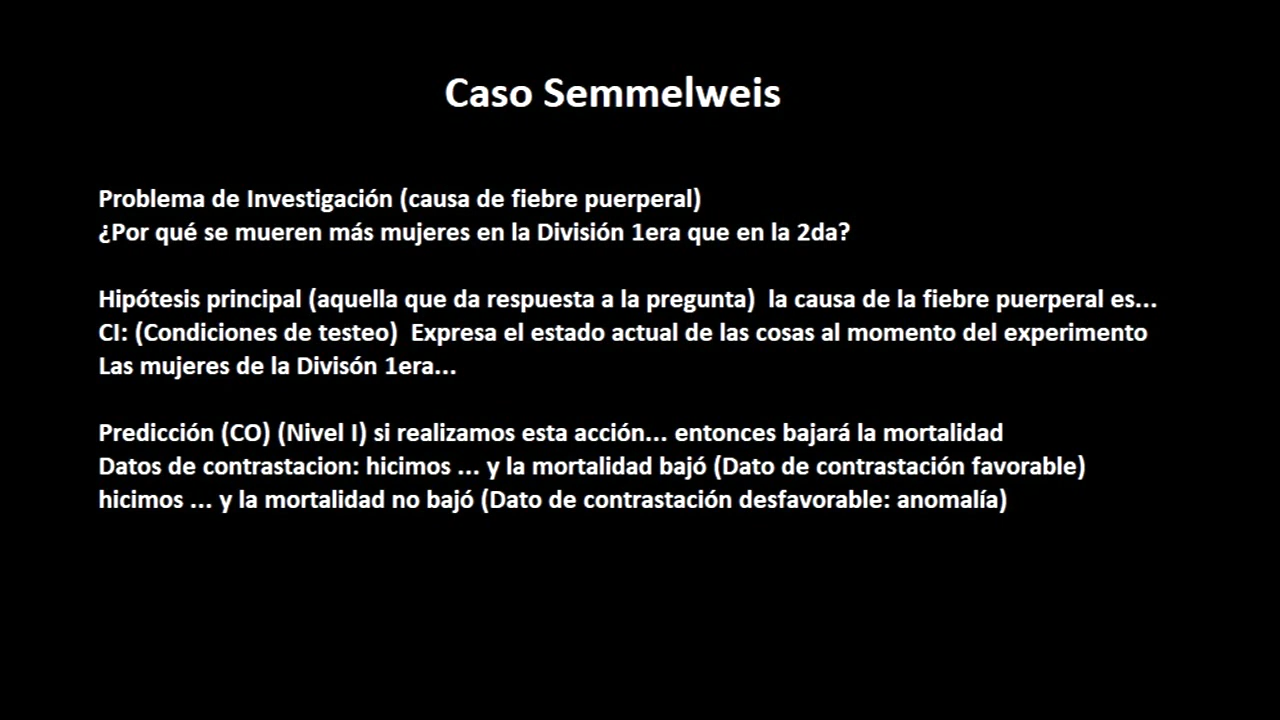 Caso Semmelweis
Problema de Investigación (causa de fiebre puerperal)
¿Por qué se mueren más mujeres en la División 1era que en la 2da?
Hipótesis principal (aquella que da respuesta a la pregunta)  la causa de la fiebre puerperal es...
CI: (Condiciones de testeo)  Expresa el estado actual de las cosas al momento del experimento
Las mujeres de la Divisón 1era...
Predicción (CO) (Nivel I) si realizamos esta acción... entonces bajará la mortalidad
Datos de contrastacion: hicimos ... y la mortalidad bajó (Dato de contrastación favorable)
hicimos ... y la mortalidad no bajó (Dato de contrastación desfavorable: anomalía)